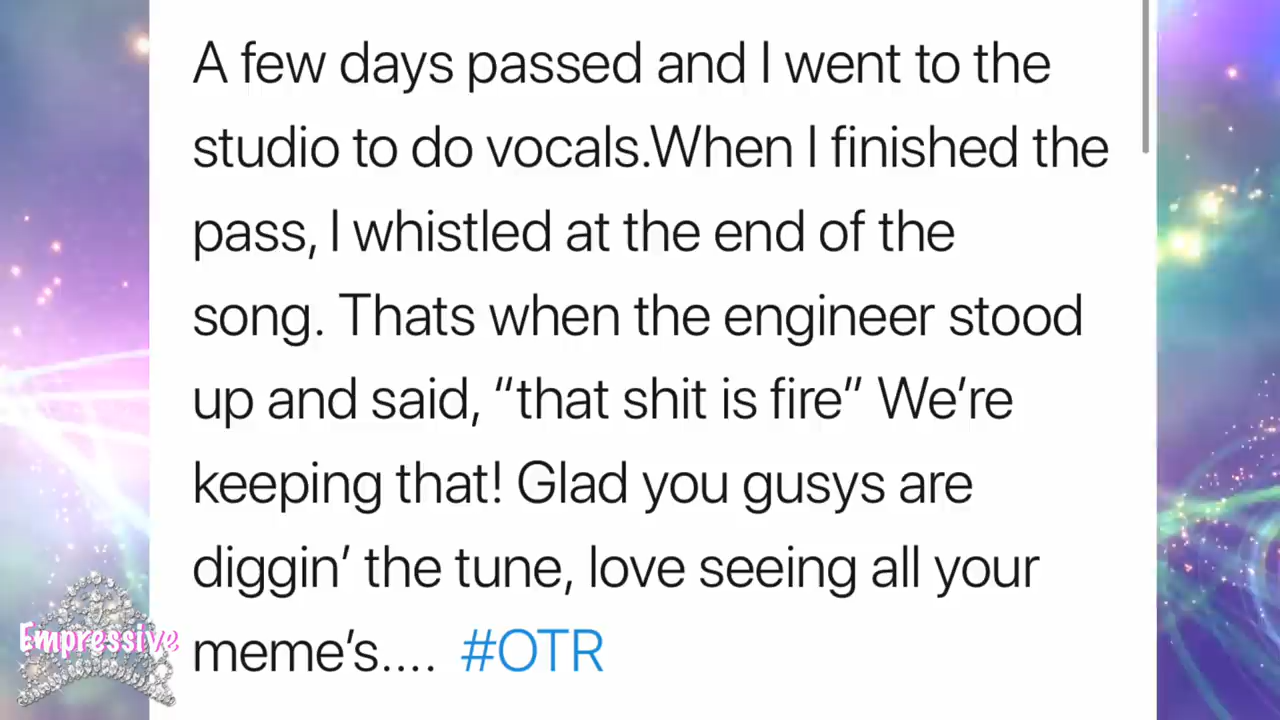 A few days passed and I went to the
studio to do vocals.When I finished the
pass, I whistled at the end of the
song. Thats when the engineer stood
up and said, “that shit is fire” We’re
keeping that! Glad you gusys are
diggin’ the tune, love seeing all your
meme’s.... #OTR
Empressive